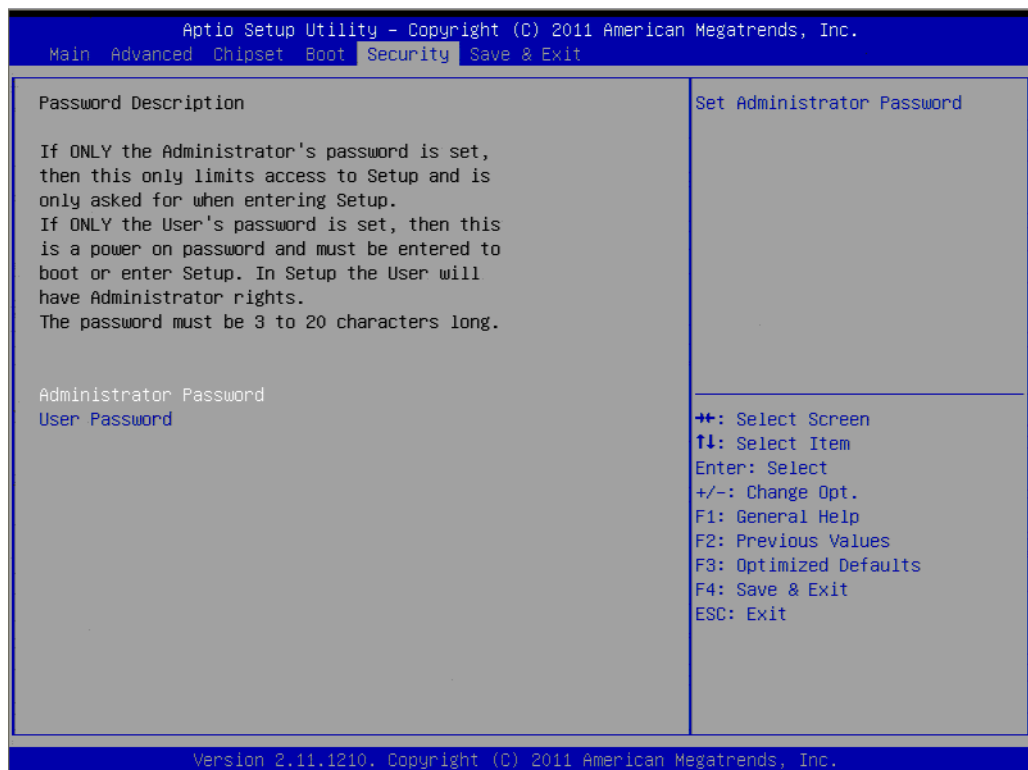 Aptio Setup Utility – Copyright (C) 2011 American Megatrends, Inc.
Main Advanced Chipset Boot Security Save & Exit
Password Description
If ONLY the Administrator's password is set,
then this only limits access to Setup and is
only asked for when entering Setup.
If ONLY the User's password is set, then this
is a power on password and must be entered to
boot or enter Setup. In Setup the User will
have Administrator rights.
The password must be 3 to 20 characters long.
Administrator Password
User Password
Set Administrator Password
→←: Select Screen
↑↓: Select Item
Enter: Select
+/-: Change Opt.
F1: General Help
F2: Previous Values
F3: Optimized Defaults
F4: Save & Exit
ESC: Exit
Version 2.11.1210. Copyright (C) 2011 American Megatrends, Inc.